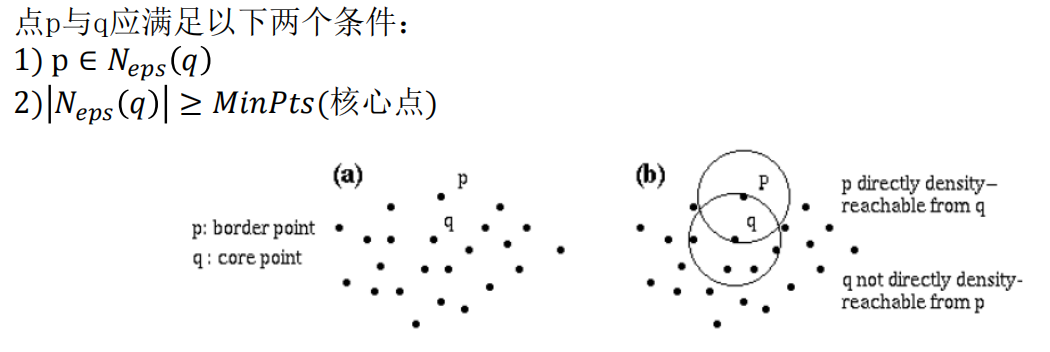 点p与q应满足以下两个条件：
1) p ∈ N_eps(q)
2)|N_eps(q)| ≥ MinPts(核心点)
(a)
p
q
p: border point
q : core point
(b)
P
q
p directly density-
reachable from q
q not directly density-
reachable from p